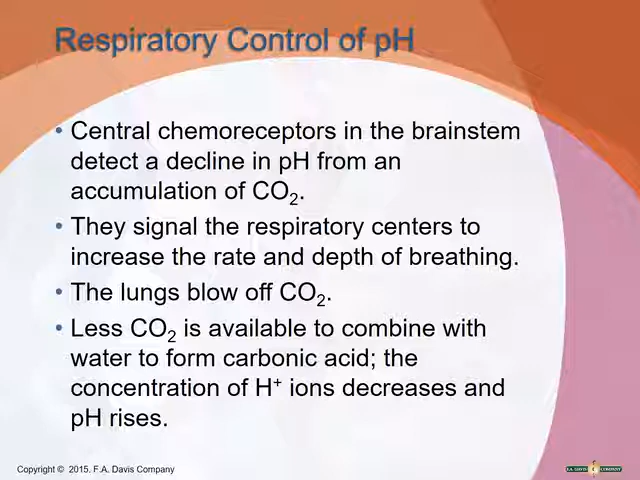 Respiratory Control of pH
• Central chemoreceptors in the brainstem
detect a decline in pH from an
accumulation of CO₂.
• They signal the respiratory centers to
increase the rate and depth of breathing.
• The lungs blow off CO₂.
• Less CO₂ is available to combine with
water to form carbonic acid; the
concentration of H⁺ ions decreases and
pH rises.
Copyright © 2015. F.A. Davis Company
F.A. DAVIS COMPANY